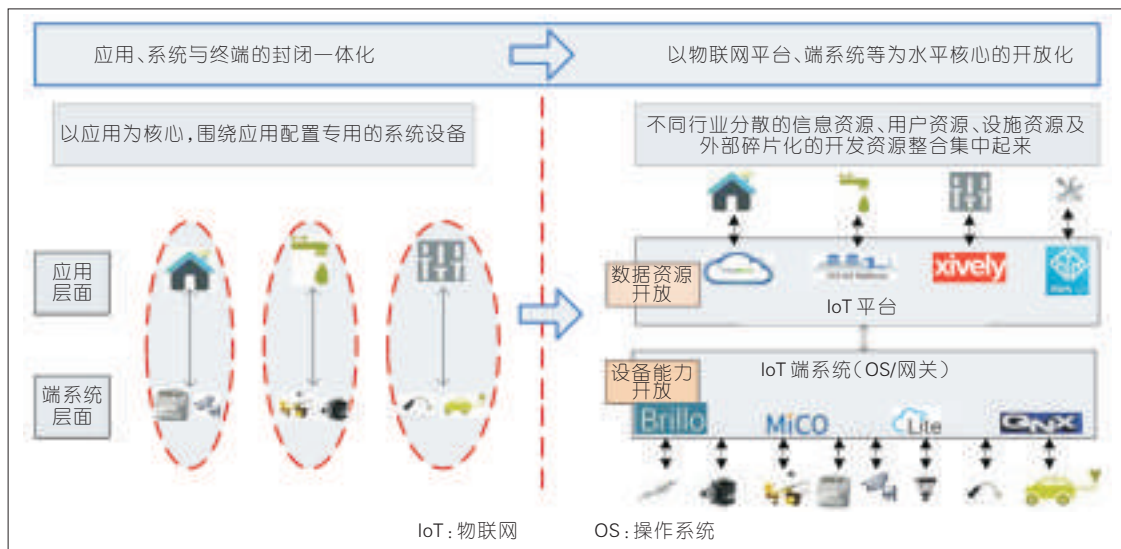 应用、系统与终端的封闭一体化
以物联网平台、端系统等为水平核心的开放化
以应用为核心,围绕应用配置专用的系统设备
不同行业分散的信息资源、用户资源、设施资源及
外部碎片化的开发资源整合集中起来
应用
层面
端系统
层面
数据资源
开放
xively
IoT 平台
设备能力
开放
IoT 端系统(OS/网关)
Brillo
MiCO
Lite
QNX
IoT:物联网
OS:操作系统